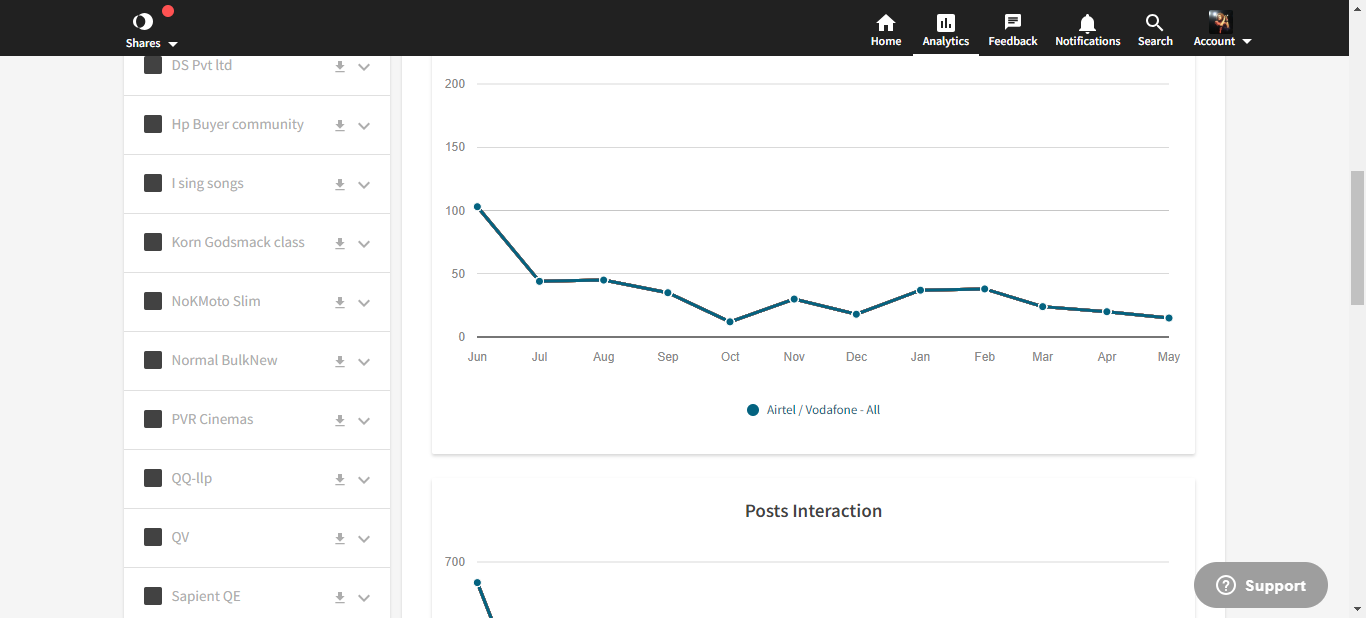 Shares
Home
Analytics
Feedback
Notifications
Search
Account
DS Pvt ltd
Hp Buyer community
I sing songs
Korn Godsmack class
NoKMoto Slim
Normal BulkNew
PVR Cinemas
QQ-llp
QV
Sapient QE
200
150
100
50
0
Jun Jul Aug Sep Oct Nov Dec Jan Feb Mar Apr May
Airtel / Vodafone - All
Posts Interaction
700
Support